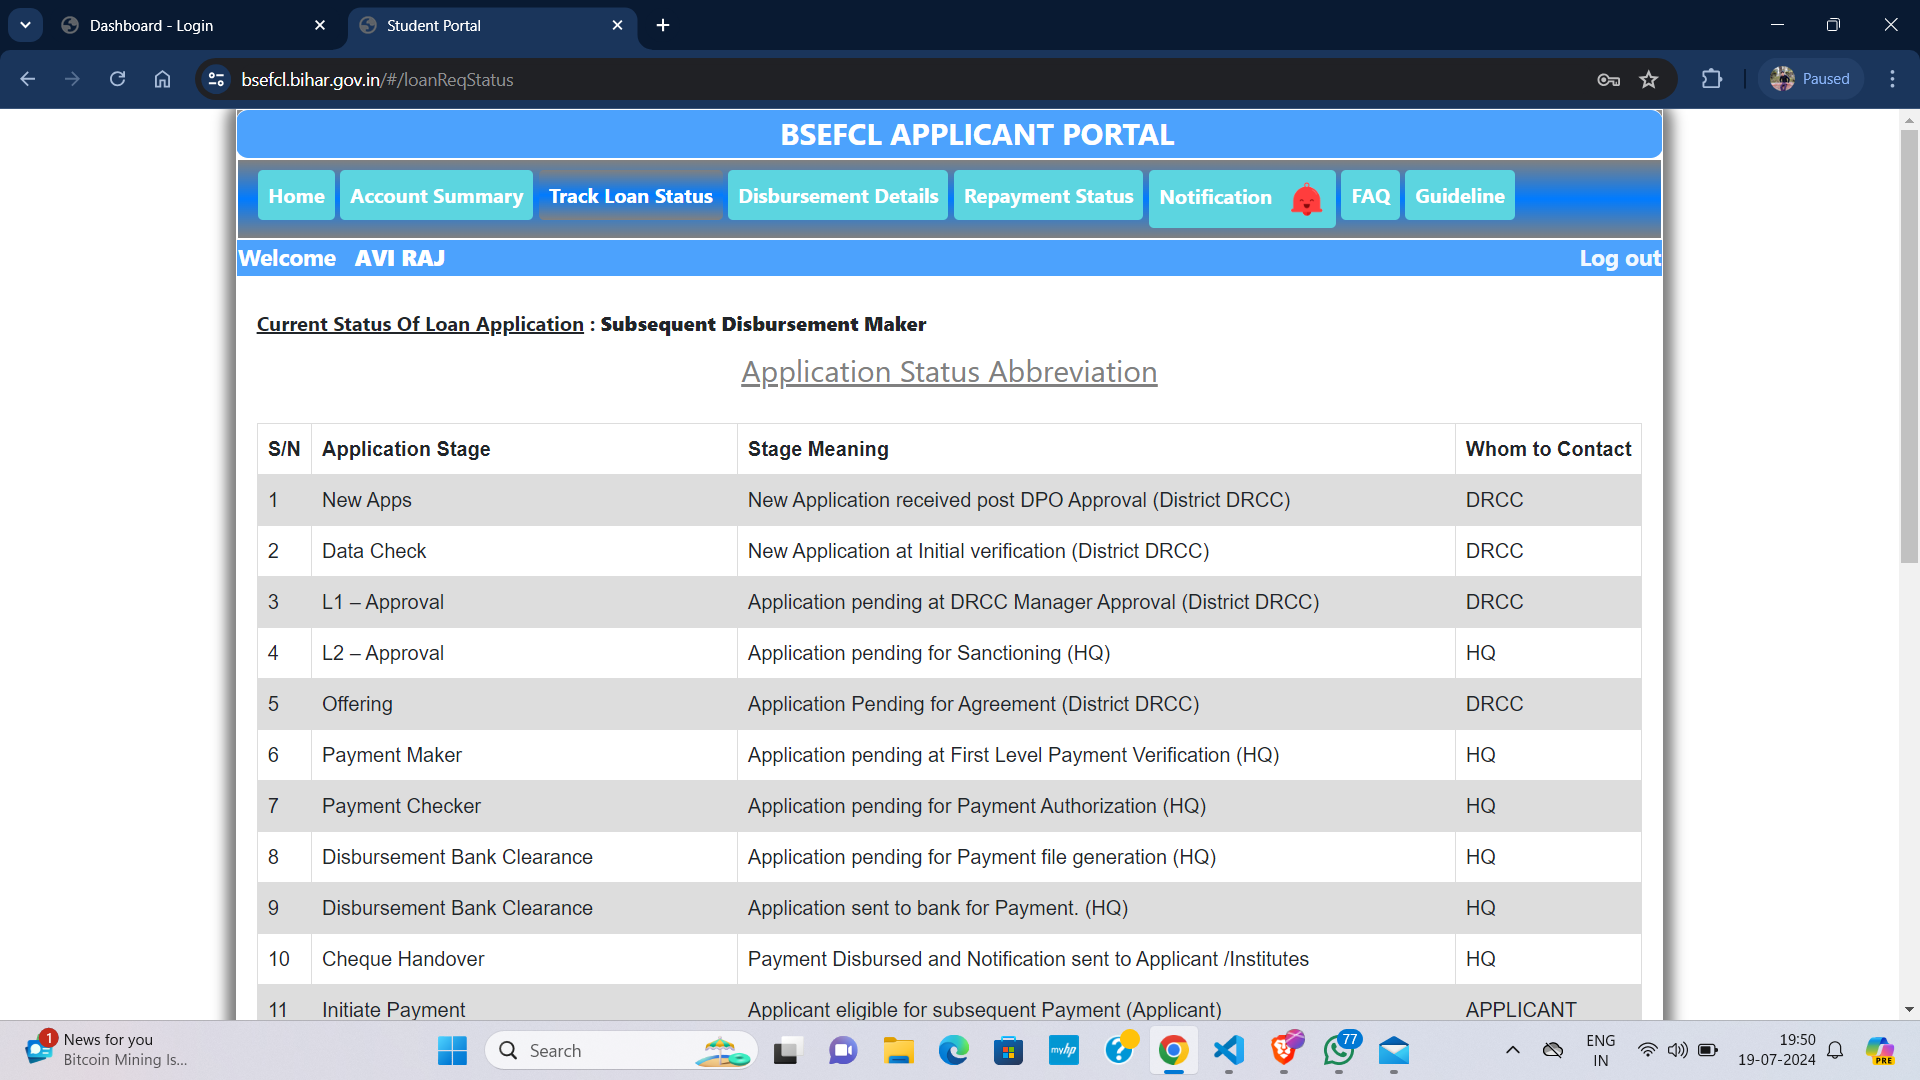 Dashboard - Login
Student Portal
bsefcl.bihar.gov.in/#/loanReqStatus
Paused
BSEFCL APPLICANT PORTAL
Home Account Summary Track Loan Status Disbursement Details Repayment Status Notification FAQ Guideline
Welcome AVI RAJ Log out
Current Status Of Loan Application : Subsequent Disbursement Maker
Application Status Abbreviation
S/N Application Stage Stage Meaning Whom to Contact
1 New Apps New Application received post DPO Approval (District DRCC) DRCC
2 Data Check New Application at Initial verification (District DRCC) DRCC
3 L1 – Approval Application pending at DRCC Manager Approval (District DRCC) DRCC
4 L2 – Approval Application pending for Sanctioning (HQ) HQ
5 Offering Application Pending for Agreement (District DRCC) DRCC
6 Payment Maker Application pending at First Level Payment Verification (HQ) HQ
7 Payment Checker Application pending for Payment Authorization (HQ) HQ
8 Disbursement Bank Clearance Application pending for Payment file generation (HQ) HQ
9 Disbursement Bank Clearance Application sent to bank for Payment. (HQ) HQ
10 Cheque Handover Payment Disbursed and Notification sent to Applicant /Institutes HQ
11 Initiate Payment Applicant eligible for subsequent Payment (Applicant) APPLICANT
1
News for you
Bitcoin Mining Is...
Search
myhp
77
ENG
IN
19:50
19-07-2024
PRE